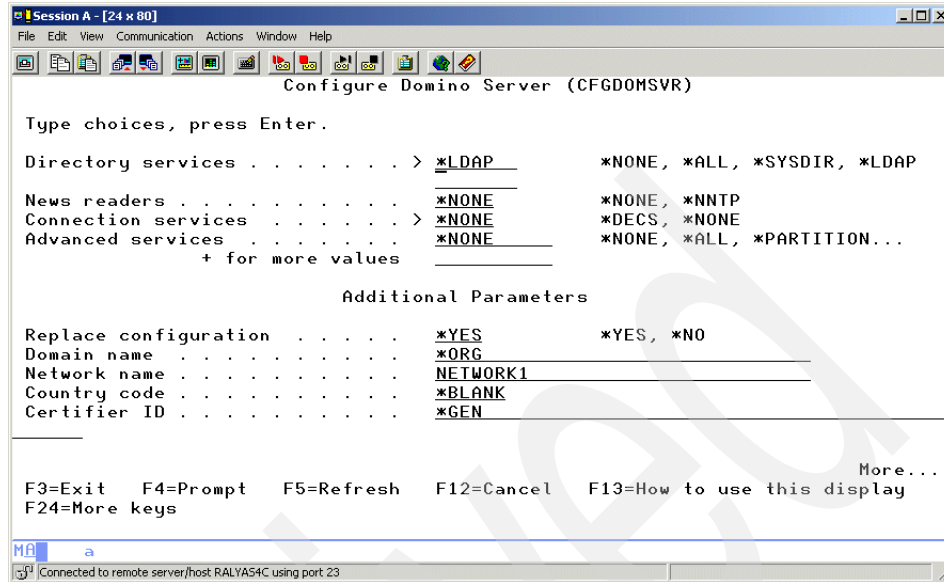 Session A - [24 x 80]
File Edit View Communication Actions Window Help
Configure Domino Server (CFGDOMSVR)
Type choices, press Enter.
Directory services . . . . . . . > *LDAP *NONE, *ALL, *SYSDIR, *LDAP
News readers . . . . . . . . . . *NONE *NONE, *NNTP
Connection services . . . . . . > *NONE *DECS, *NONE
Advanced services . . . . . . . *NONE *NONE, *ALL, *PARTITION...
+ for more values
Additional Parameters
Replace configuration . . . . . *YES *YES, *NO
Domain name . . . . . . . . . . *ORG
Network name . . . . . . . . . . NETWORK1
Country code . . . . . . . . . . *BLANK
Certifier ID . . . . . . . . . . *GEN
More...
F3=Exit F4=Prompt F5=Refresh F12=Cancel F13=How to use this display
F24=More keys
MA a
Connected to remote server/host RALYAS4C using port 23